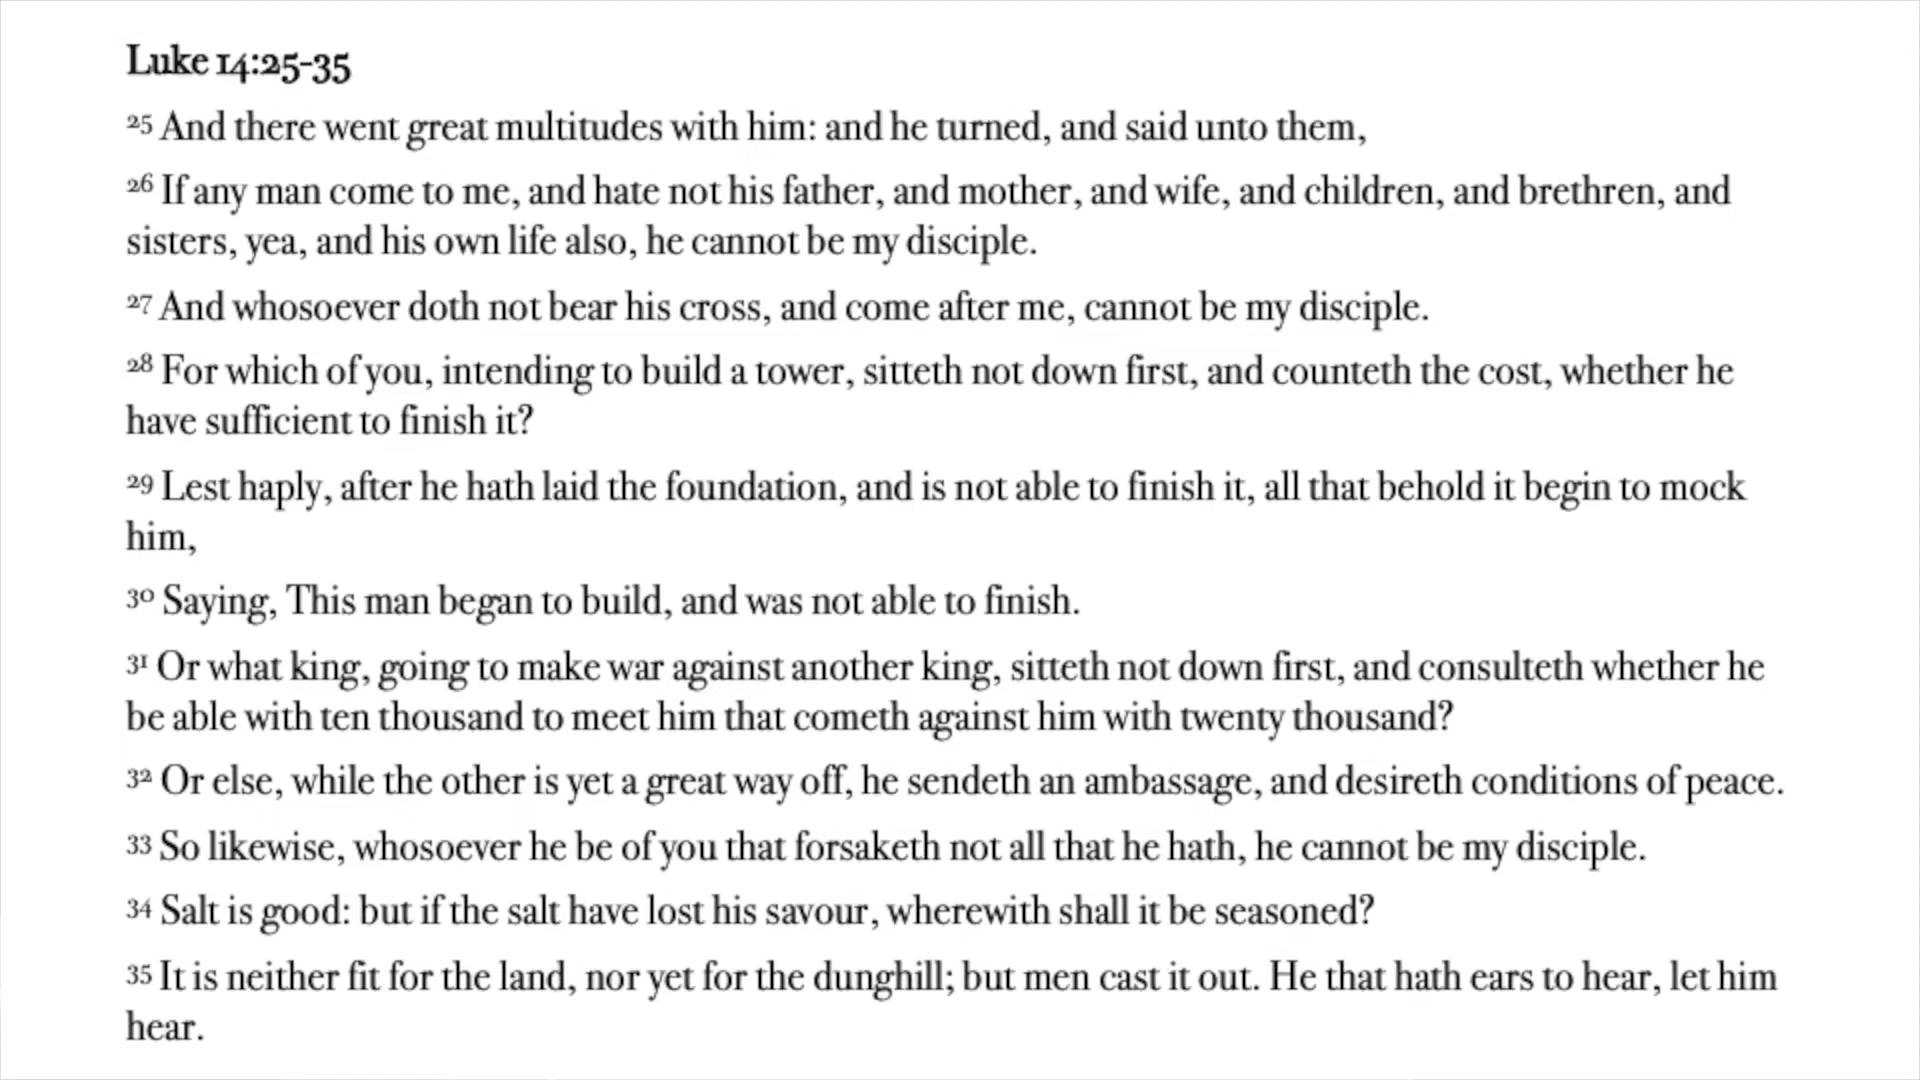 Luke 14:25-35
25 And there went great multitudes with him: and he turned, and said unto them,
26 If any man come to me, and hate not his father, and mother, and wife, and children, and brethren, and
sisters, yea, and his own life also, he cannot be my disciple.
27 And whosoever doth not bear his cross, and come after me, cannot be my disciple.
28 For which of you, intending to build a tower, sitteth not down first, and counteth the cost, whether he
have sufficient to finish it?
29 Lest haply, after he hath laid the foundation, and is not able to finish it, all that behold it begin to mock
him,
30 Saying, This man began to build, and was not able to finish.
31 Or what king, going to make war against another king, sitteth not down first, and consulteth whether he
be able with ten thousand to meet him that cometh against him with twenty thousand?
32 Or else, while the other is yet a great way off, he sendeth an ambassage, and desireth conditions of peace.
33 So likewise, whosoever he be of you that forsaketh not all that he hath, he cannot be my disciple.
34 Salt is good: but if the salt have lost his savour, wherewith shall it be seasoned?
35 It is neither fit for the land, nor yet for the dunghill; but men cast it out. He that hath ears to hear, let him
hear.